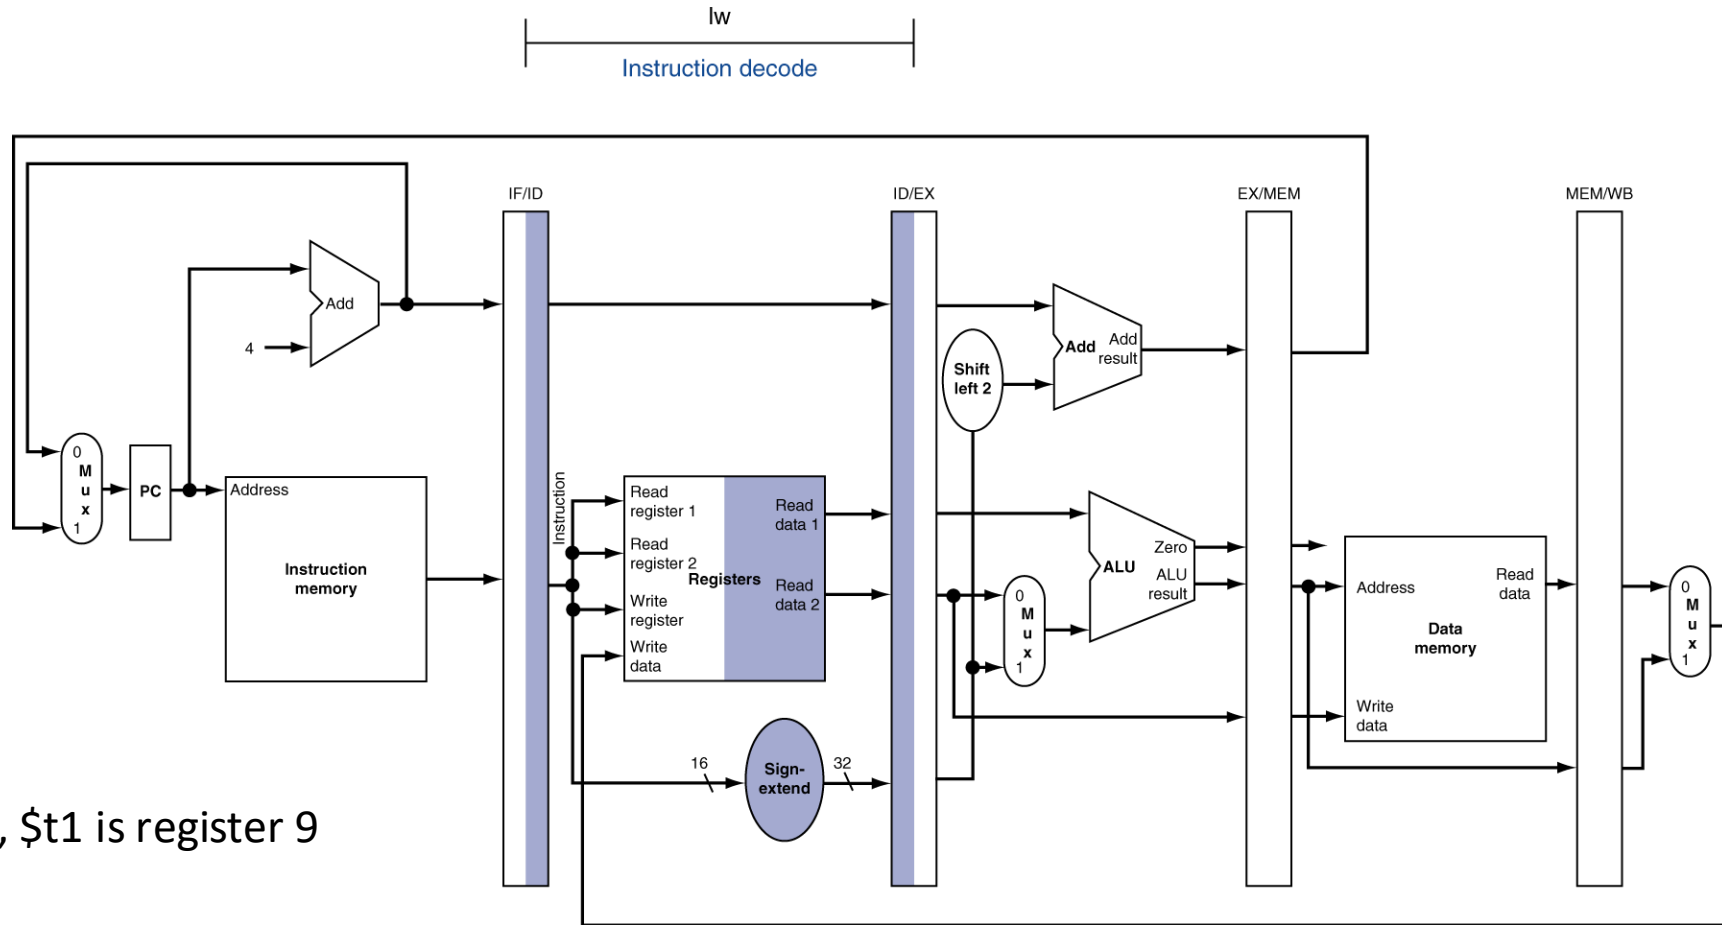 lw
Instruction decode
IF/ID
ID/EX
EX/MEM
MEM/WB
Add
4
Add
Add
result
Shift
left 2
0
M
u
x
1
PC
Address
Instruction
memory
Instruction
Read
register 1
Read
data 1
Read
register 2
Registers
Write
register
Read
data 2
Write
data
0
M
u
x
1
Zero
ALU
ALU
result
Address
Read
data
Data
memory
Write
data
0
M
u
x
1
16
Sign-
extend
32
, $t1 is register 9